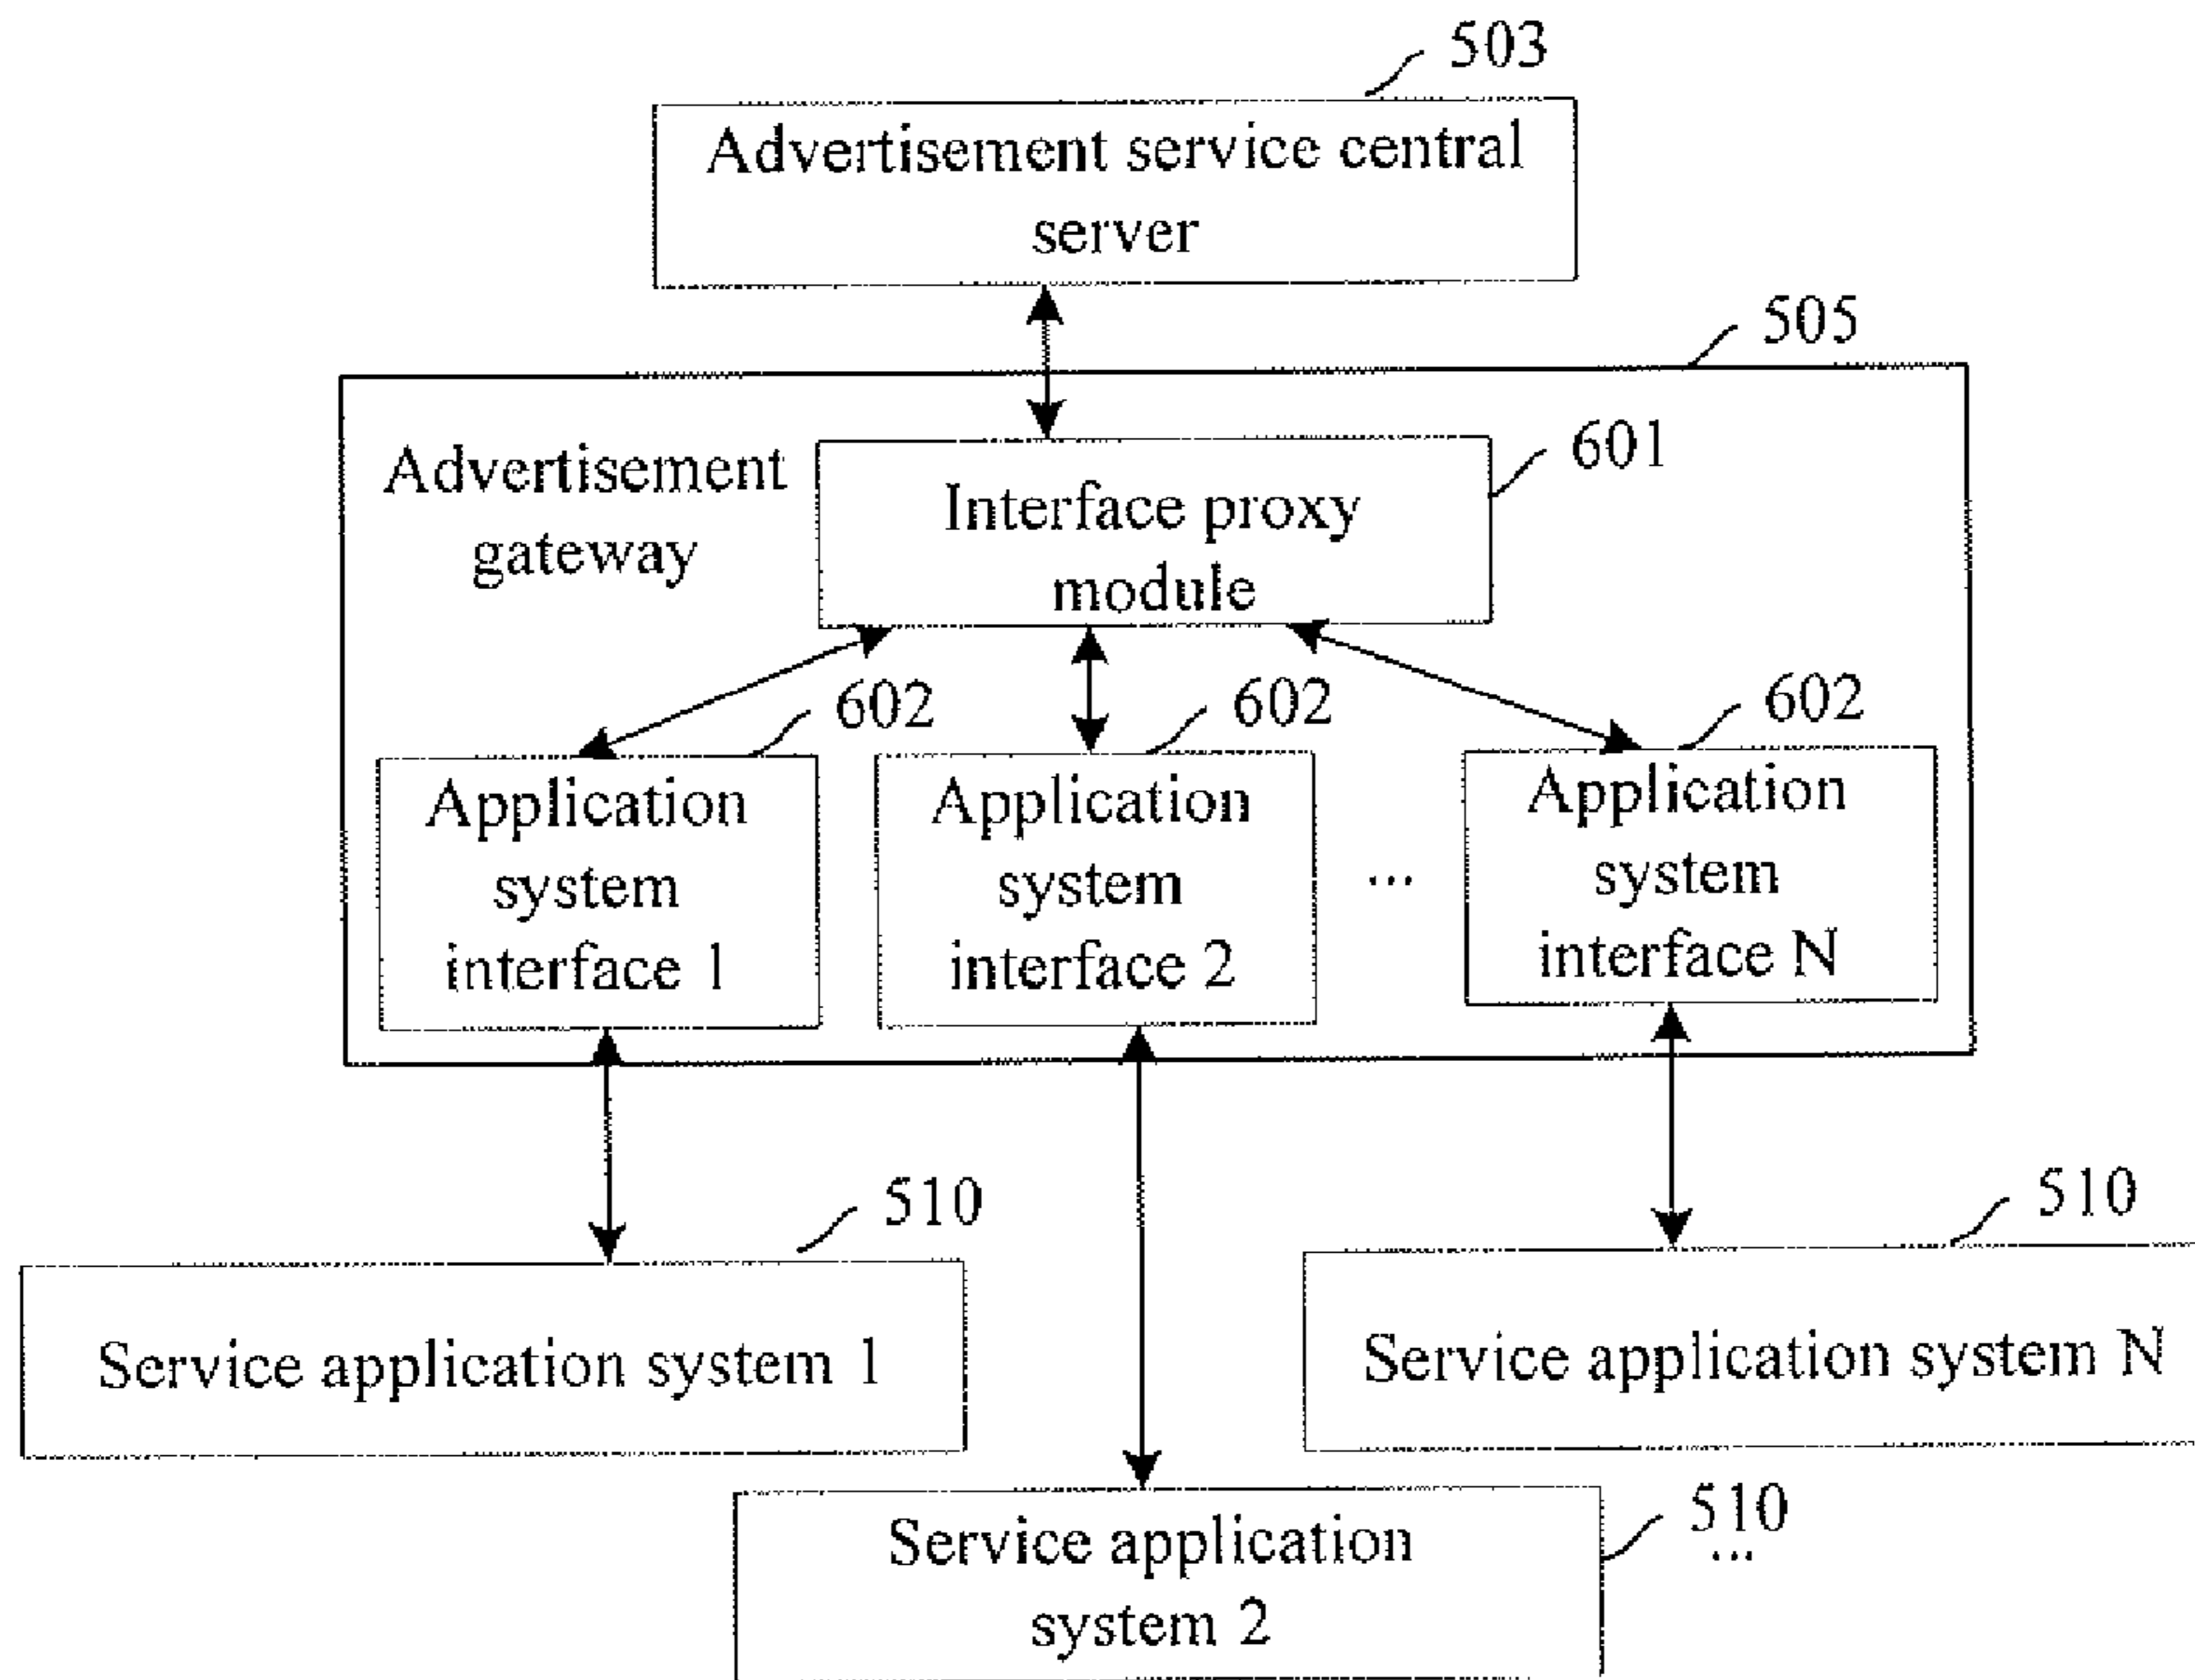 503
Advertisement service central
server
505
Advertisement
gateway
601
Interface proxy
module
602
602
602
Application
system
interface 1
Application
system
interface 2
...
Application
system
interface N
510
510
Service application system 1
Service application system N
Service application
system 2
510
...